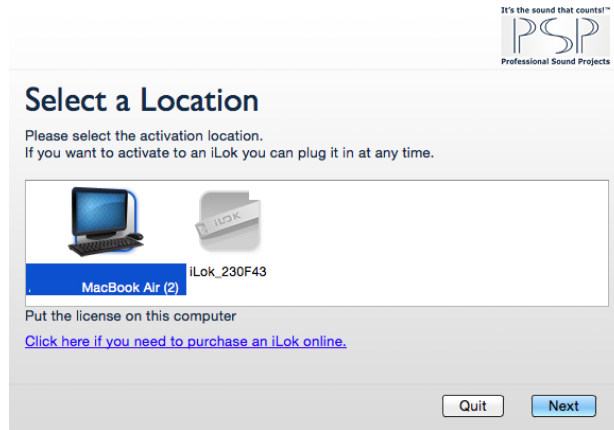 It's the sound that counts!™
PSP
Professional Sound Projects
Select a Location
Please select the activation location.
If you want to activate to an iLok you can plug it in at any time.
iLOK
iLok_230F43
. MacBook Air (2)
Put the license on this computer
Click here if you need to purchase an iLok online.
Quit Next